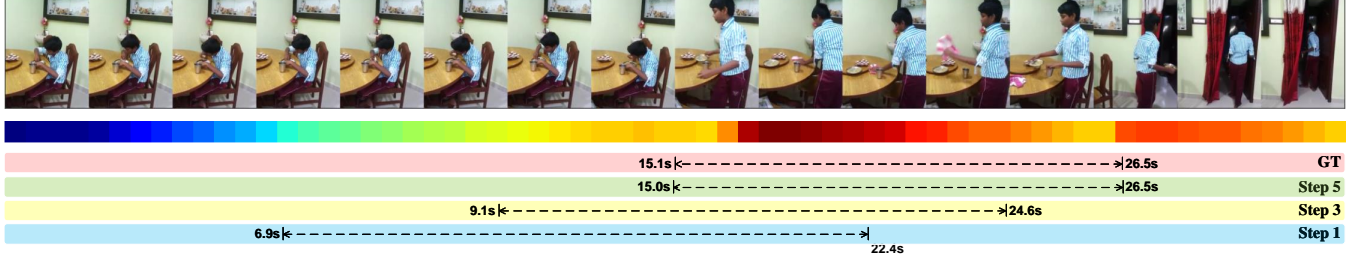 15.1s 26.5s GT
15.0s 26.5s Step 5
9.1s 24.6s Step 3
6.9s 22.4s Step 1